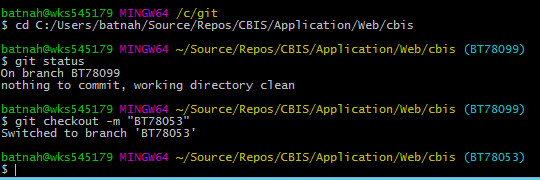 batnah@wks545179 MINGW64 /c/git
$ cd C:/Users/batnah/Source/Repos/CBIS/Application/Web/cbis
batnah@wks545179 MINGW64 ~/Source/Repos/CBIS/Application/Web/cbis (BT78099)
$ git status
On branch BT78099
nothing to commit, working directory clean
batnah@wks545179 MINGW64 ~/Source/Repos/CBIS/Application/Web/cbis (BT78099)
$ git checkout -m "BT78053"
Switched to branch 'BT78053'
batnah@wks545179 MINGW64 ~/Source/Repos/CBIS/Application/Web/cbis (BT78053)
$